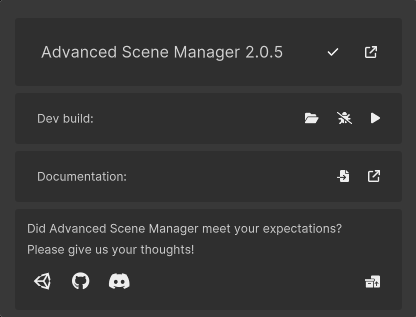 Advanced Scene Manager 2.0.5
Dev build:
Documentation:
Did Advanced Scene Manager meet your expectations?
Please give us your thoughts!